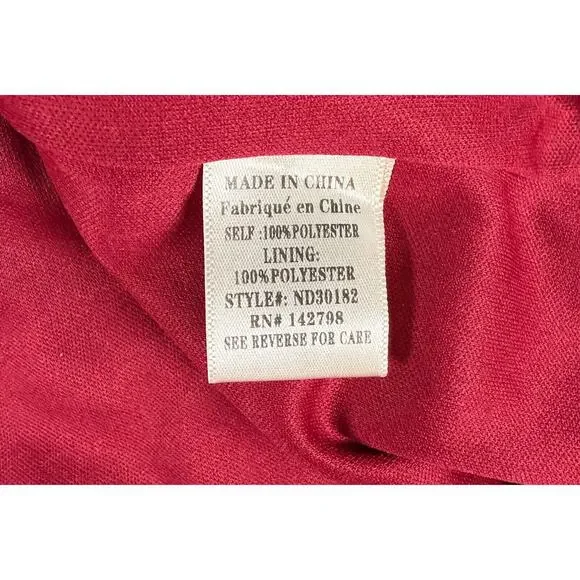 MADE IN CHINA
Fabriqué en Chine
SELF :100%POLYESTER
LINING:
100%POLYESTER
STYLE#: ND30182
RN# 142798
SEE REVERSE FOR CARE